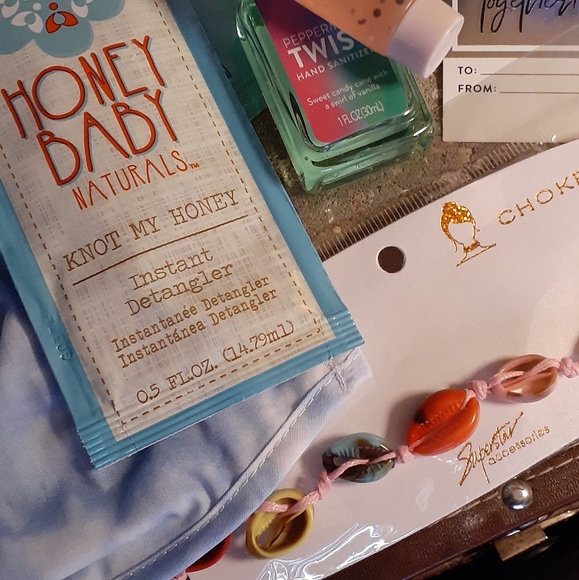 HONEY
BABY
NATURALS™
KNOT MY HONEY
Instant
Detangler
Instantanée Detangler
Instantánea Detangler
0.5 FL.OZ. (14.79ml)
PEPPERMINT
TWIST
HAND SANITIZER
Sweet candy cane with
a swirl of vanilla
1 FL OZ (30mL)
TO:
FROM:
CHOKE
Superstar
accessories